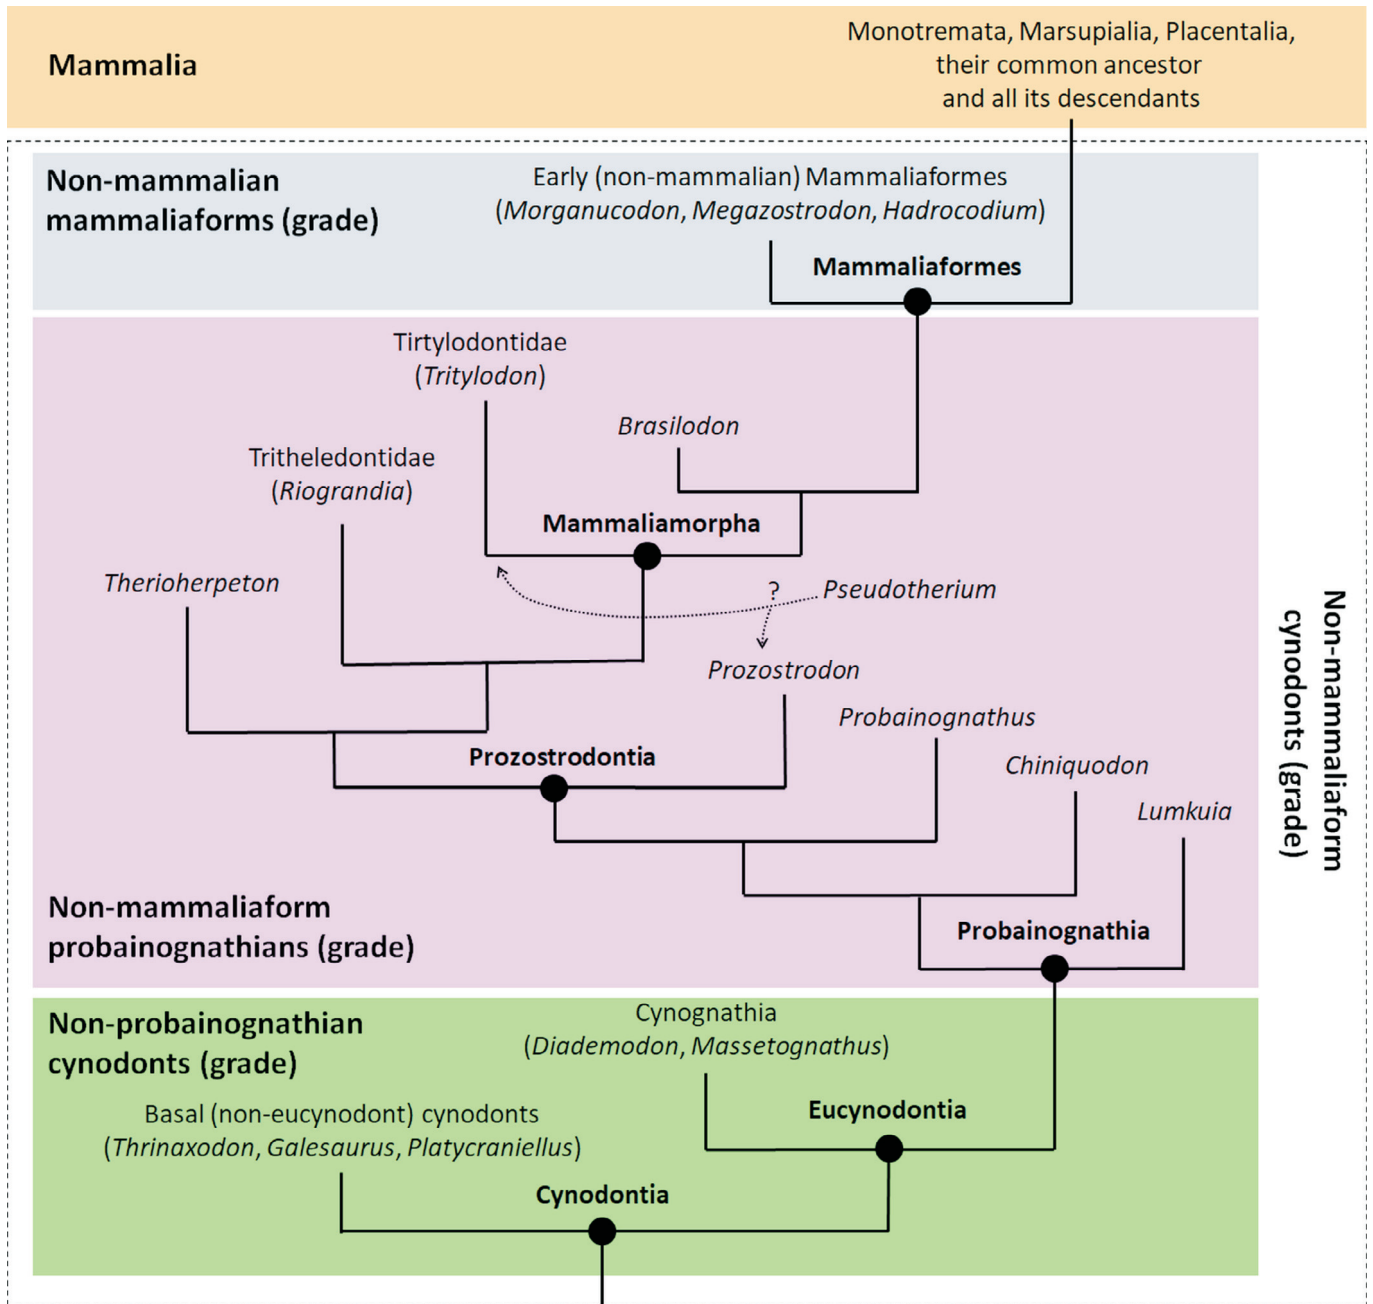 Mammalia
Monotremata, Marsupialia, Placentalia,
their common ancestor
and all its descendants
Non-mammalian
mammaliaforms (grade)
Early (non-mammalian) Mammaliaformes
(Morganucodon, Megazostrodon, Hadrocodium)
Mammaliaformes
Tirtylodontidae
(Tritylodon)
Brasilodon
Tritheledontidae
(Riograndia)
Mammaliamorpha
Therioherpeton
?
Pseudotherium
Prozostrodon
Probainognathus
Prozostrodontia
Chiniquodon
Lumkuia
Non-mammaliaform
probainognathians (grade)
Probainognathia
Non-mammaliaform
cynodonts (grade)
Non-probainognathian
cynodonts (grade)
Cynognathia
(Diademodon, Massetognathus)
Eucynodontia
Basal (non-eucynodont) cynodonts
(Thrinaxodon, Galesaurus, Platycraniellus)
Cynodontia